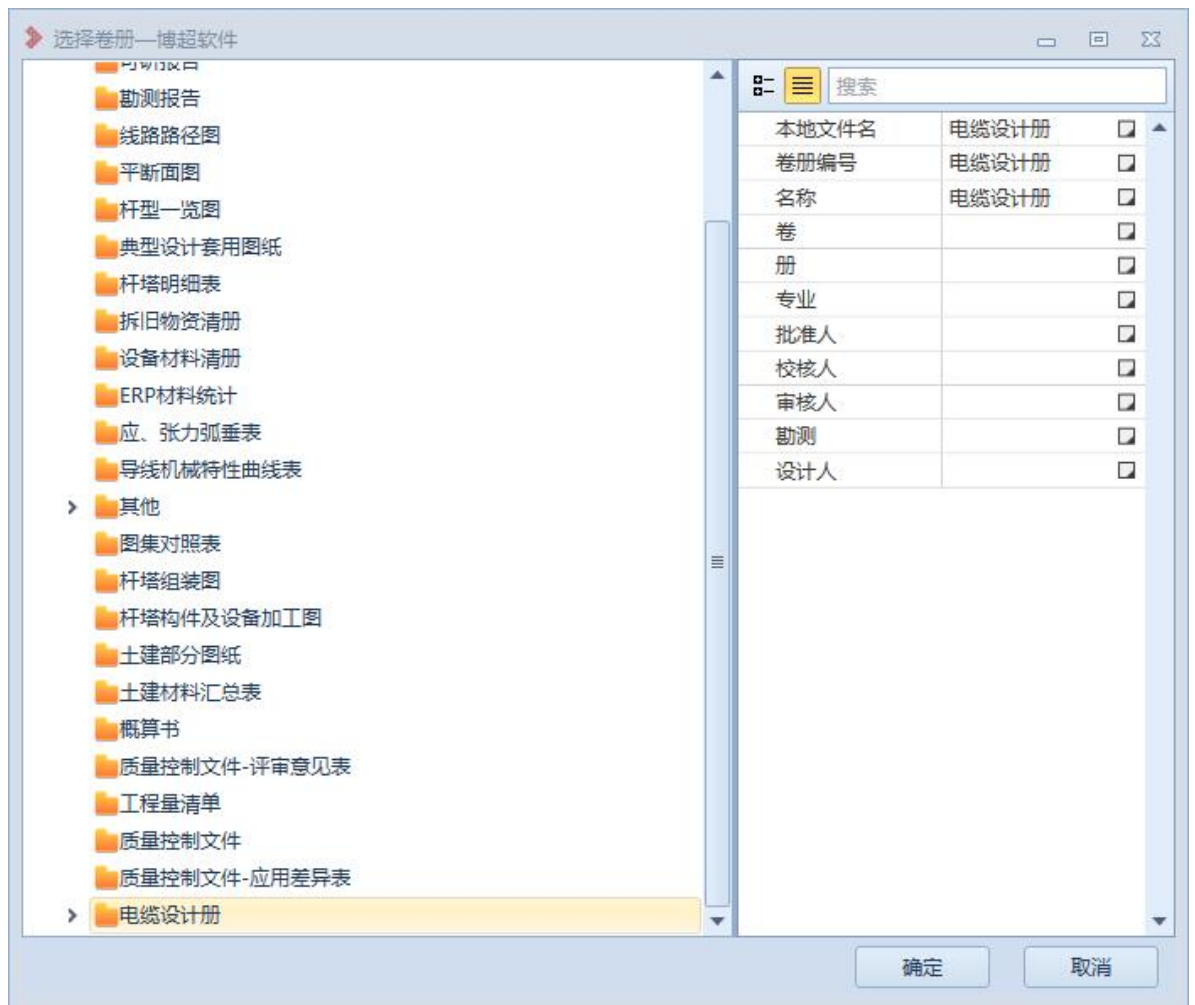 选择卷册—博超软件
可研报告
勘测报告
线路路径图
平断面图
杆型一览图
典型设计套用图纸
杆塔明细表
拆旧物资清册
设备材料清册
ERP材料统计
应、张力弧垂表
导线机械特性曲线表
其他
图集对照表
杆塔组装图
杆塔构件及设备加工图
土建部分图纸
土建材料汇总表
概算书
质量控制文件-评审意见表
工程量清单
质量控制文件
质量控制文件-应用差异表
电缆设计册
搜索
本地文件名 电缆设计册
卷册编号 电缆设计册
名称 电缆设计册
卷
册
专业
批准人
校核人
审核人
勘测
设计人
确定 取消